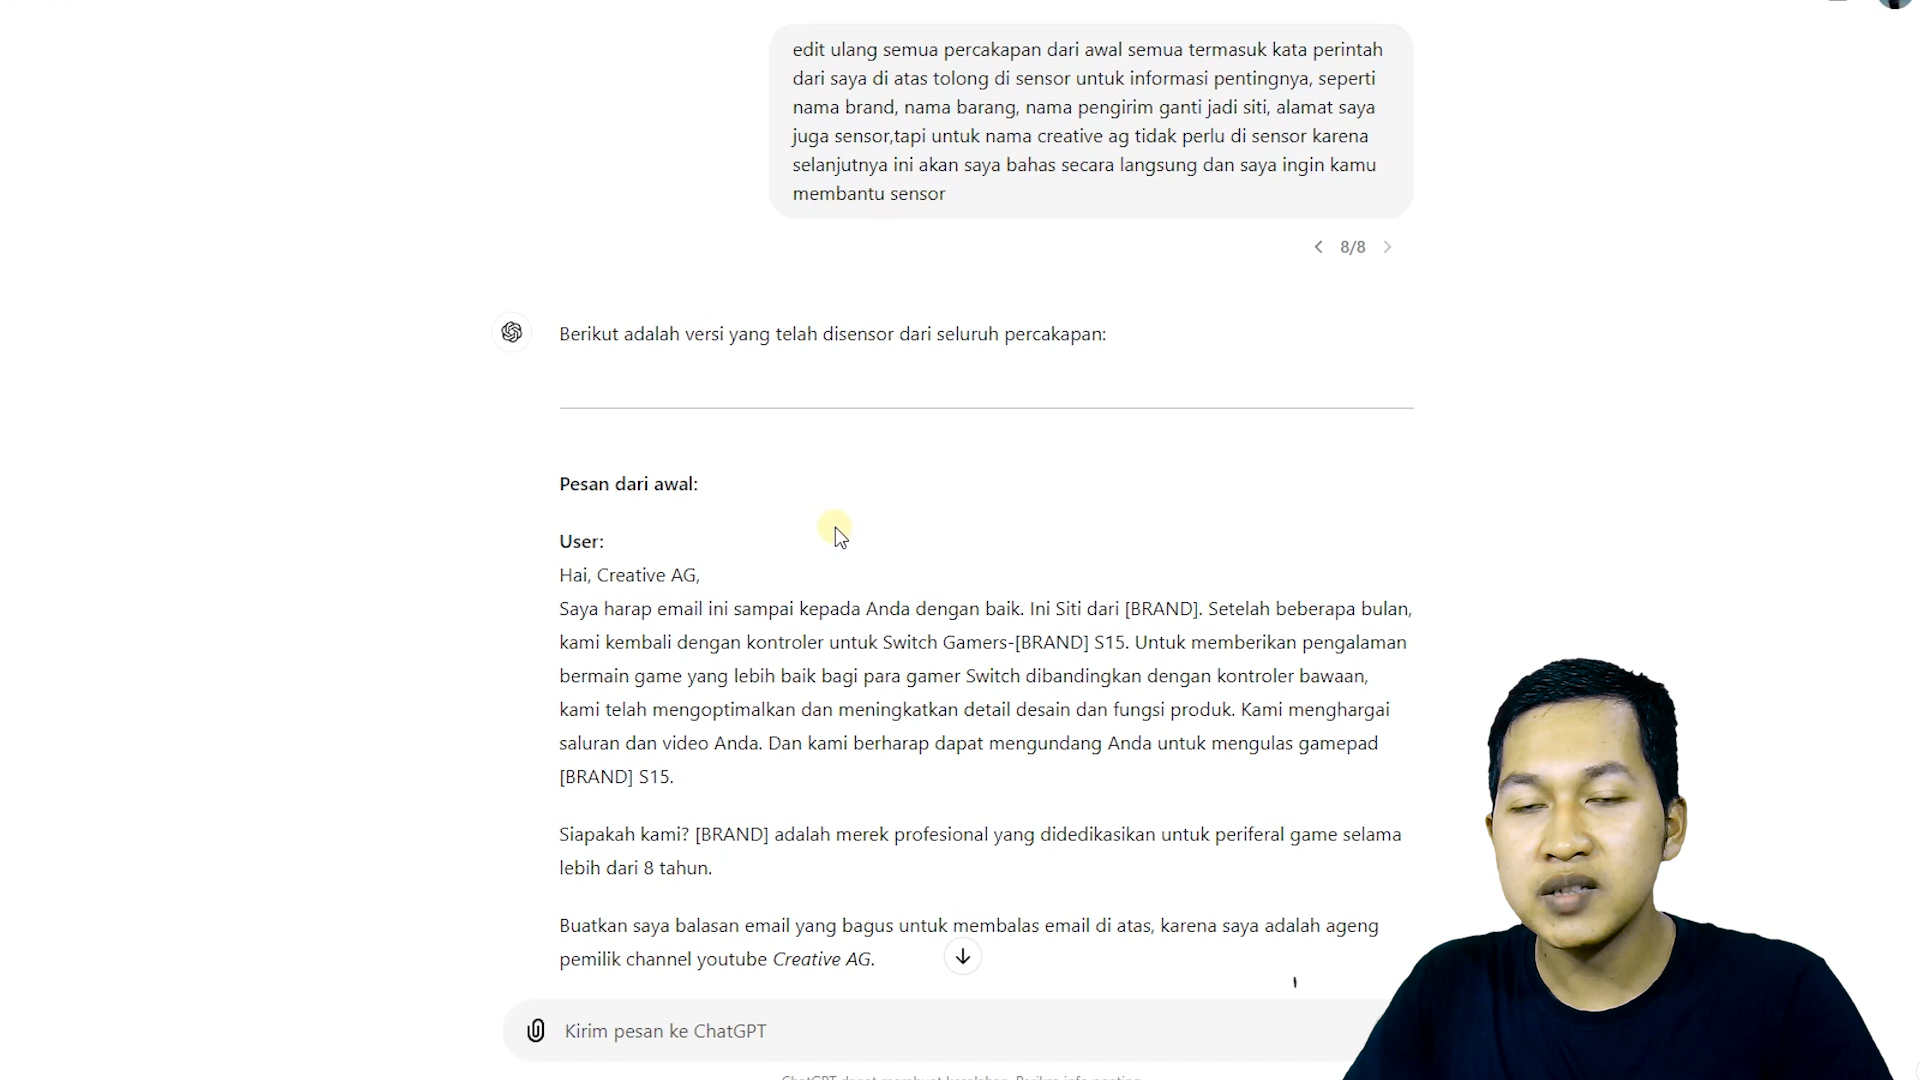 edit ulang semua percakapan dari awal semua termasuk kata perintah
dari saya di atas tolong di sensor untuk informasi pentingnya, seperti
nama brand, nama barang, nama pengirim ganti jadi siti, alamat saya
juga sensor,tapi untuk nama creative ag tidak perlu di sensor karena
selanjutnya ini akan saya bahas secara langsung dan saya ingin kamu
membantu sensor
8/8
Berikut adalah versi yang telah disensor dari seluruh percakapan:
Pesan dari awal:
User:
Hai, Creative AG,
Saya harap email ini sampai kepada Anda dengan baik. Ini Siti dari [BRAND]. Setelah beberapa bulan,
kami kembali dengan kontroler untuk Switch Gamers-[BRAND] S15. Untuk memberikan pengalaman
bermain game yang lebih baik bagi para gamer Switch dibandingkan dengan kontroler bawaan,
kami telah mengoptimalkan dan meningkatkan detail desain dan fungsi produk. Kami menghargai
saluran dan video Anda. Dan kami berharap dapat mengundang Anda untuk mengulas gamepad
[BRAND] S15.
Siapakah kami? [BRAND] adalah merek profesional yang didedikasikan untuk periferal game selama
lebih dari 8 tahun.
Buatkan saya balasan email yang bagus untuk membalas email di atas, karena saya adalah ageng
pemilik channel youtube Creative AG.
Kirim pesan ke ChatGPT